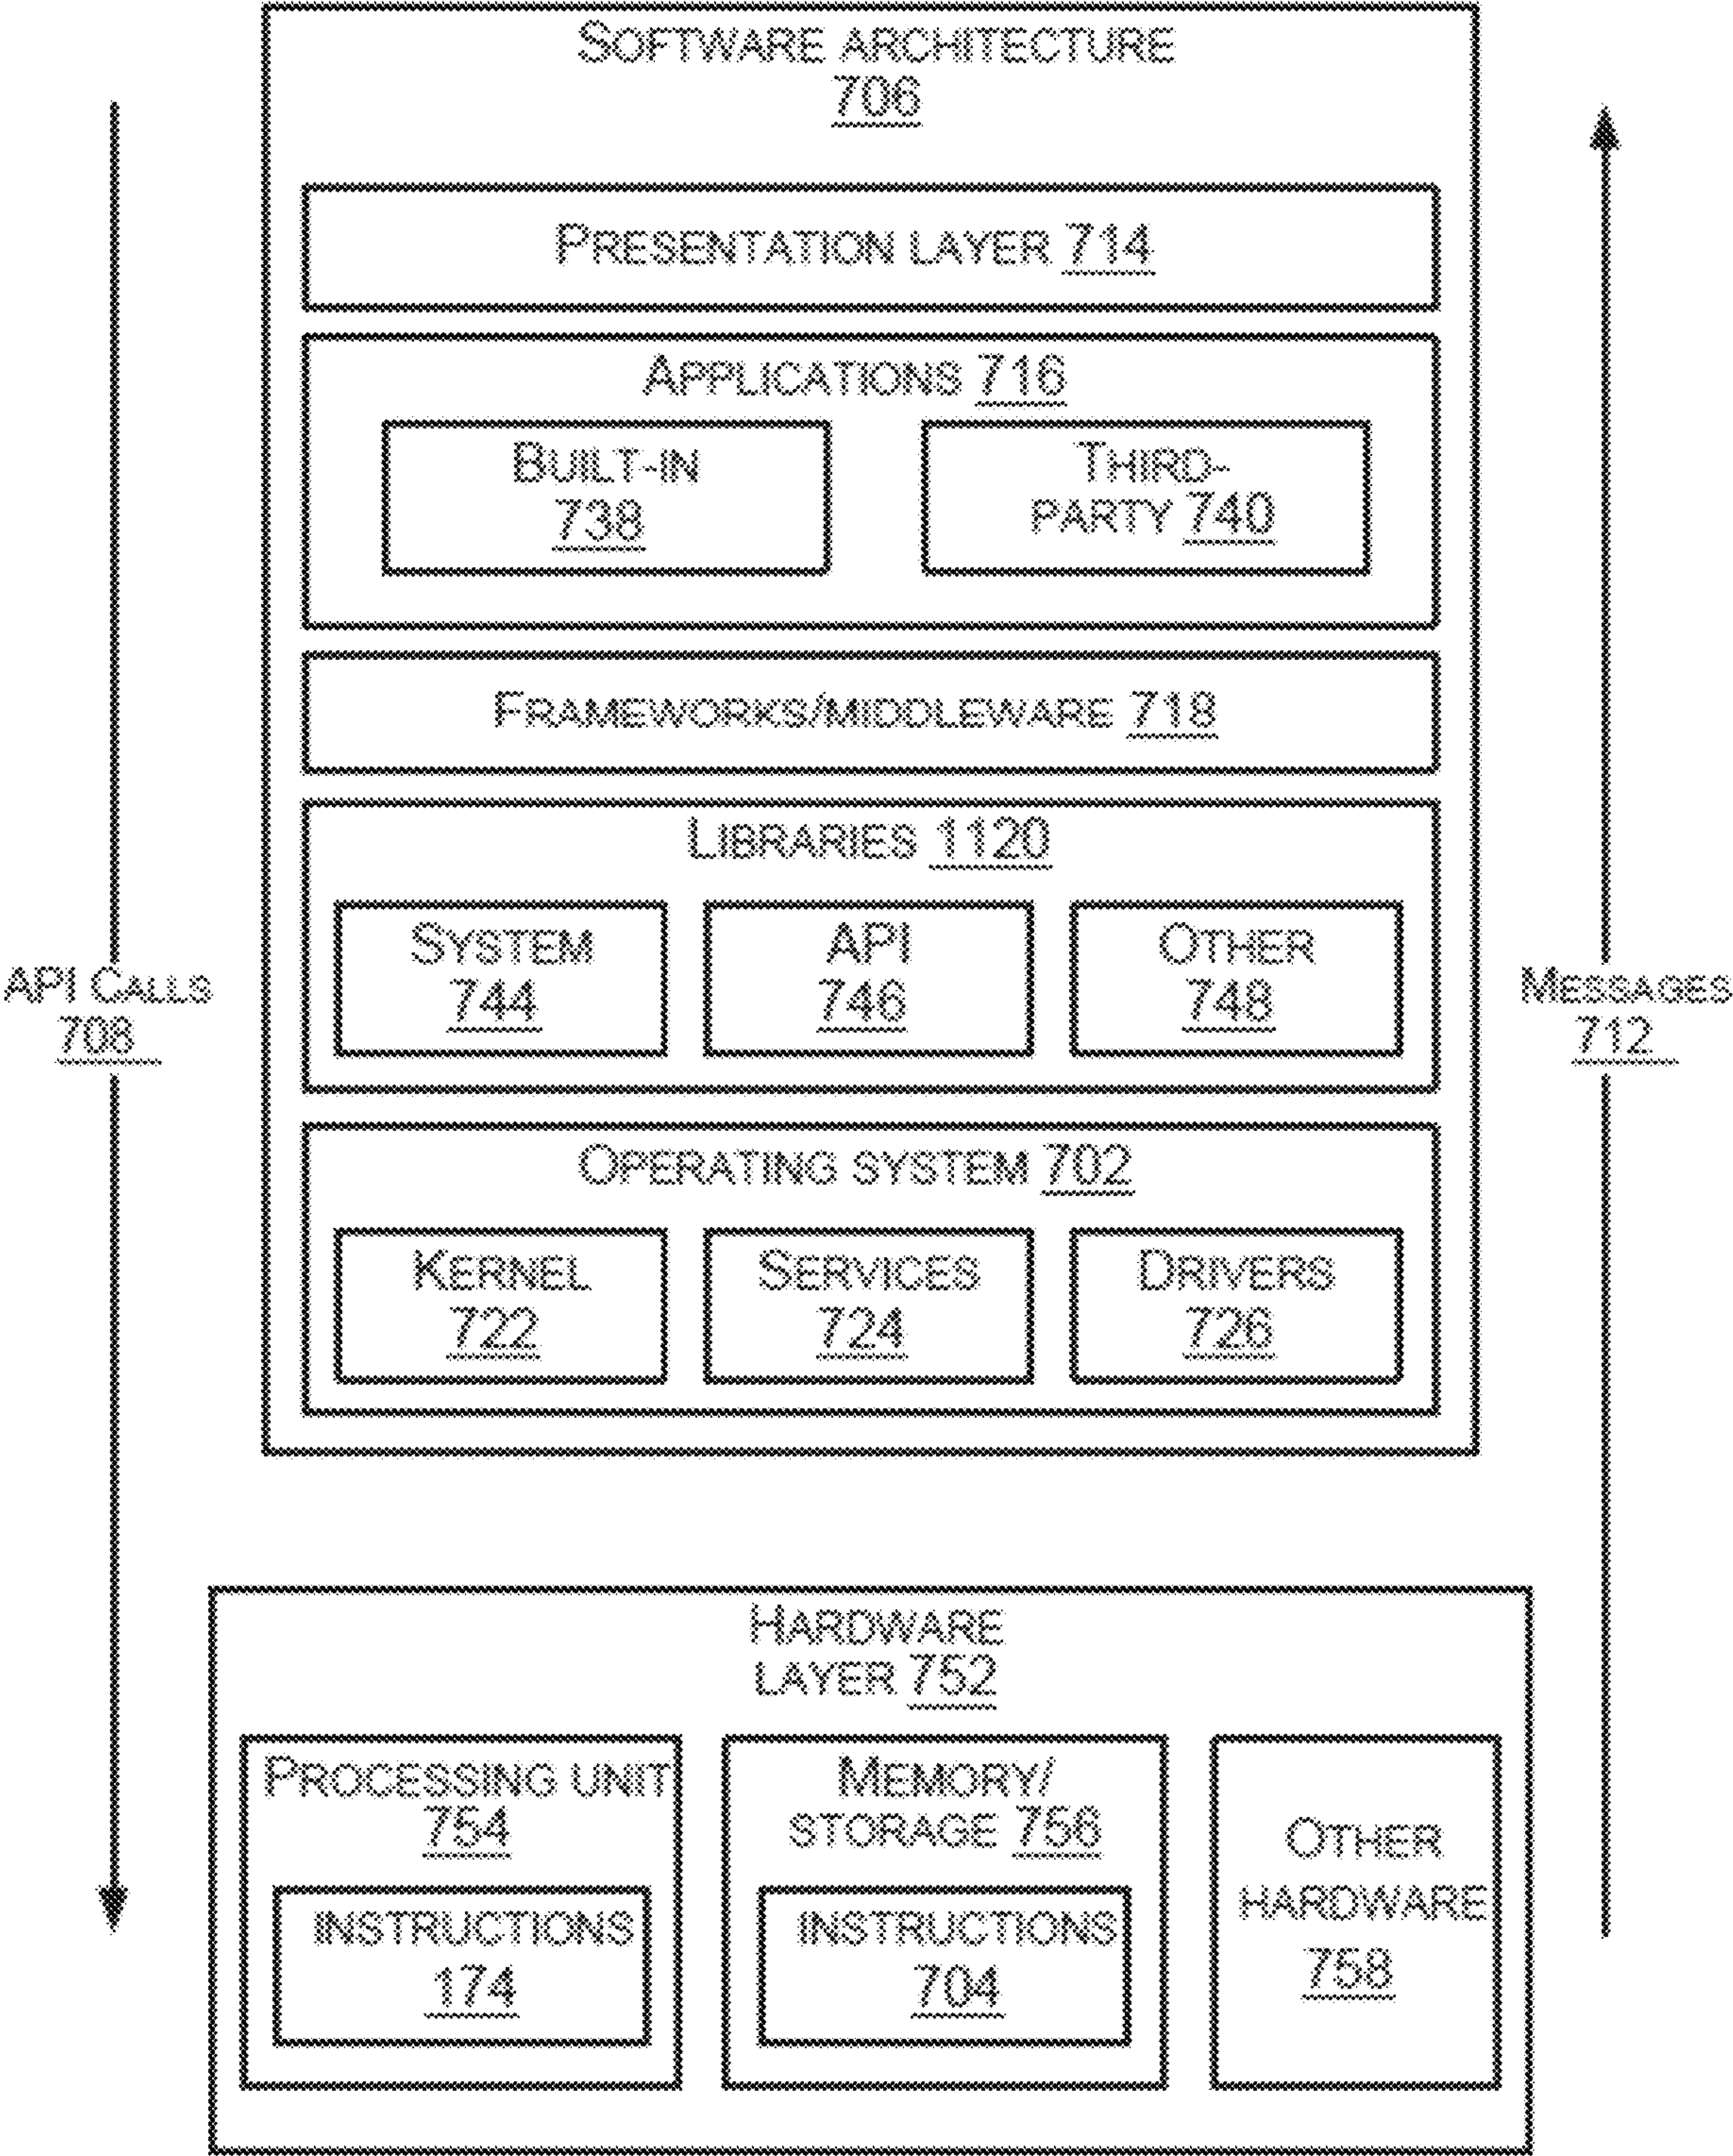 SOFTWARE ARCHITECTURE
706
PRESENTATION LAYER 714
APPLICATIONS 716
BUILT-IN
738
THIRD-
PARTY 740
FRAMEWORKS/MIDDLEWARE 718
LIBRARIES 1120
SYSTEM
744
API
746
OTHER
748
API CALLS
708
MESSAGES
712
OPERATING SYSTEM 702
KERNEL
722
SERVICES
724
DRIVERS
726
HARDWARE
LAYER 752
PROCESSING UNIT
754
INSTRUCTIONS
174
MEMORY/
STORAGE 756
INSTRUCTIONS
704
OTHER
HARDWARE
758